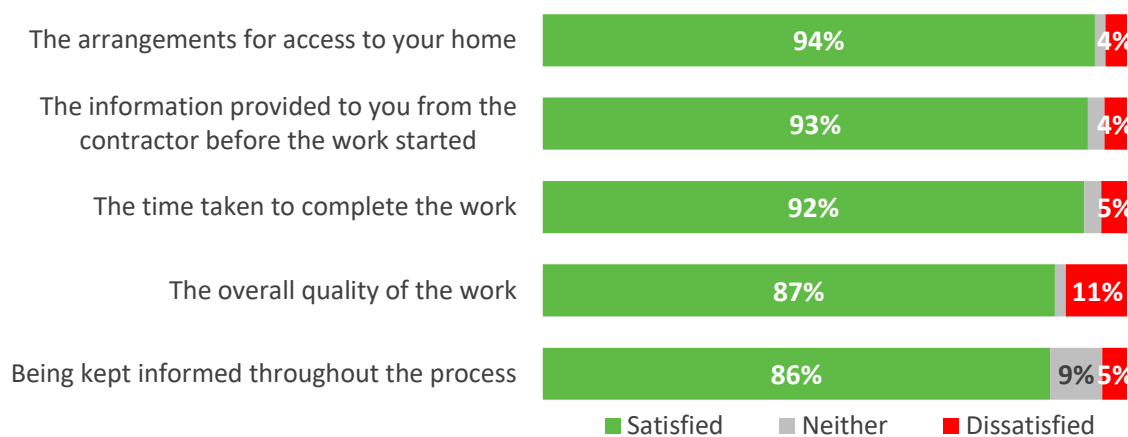 The arrangements for access to your home
94%
4%
The information provided to you from the
contractor before the work started
93%
4%
The time taken to complete the work
92%
5%
The overall quality of the work
87%
11%
Being kept informed throughout the process
86%
9%
5%
Satisfied
Neither
Dissatisfied